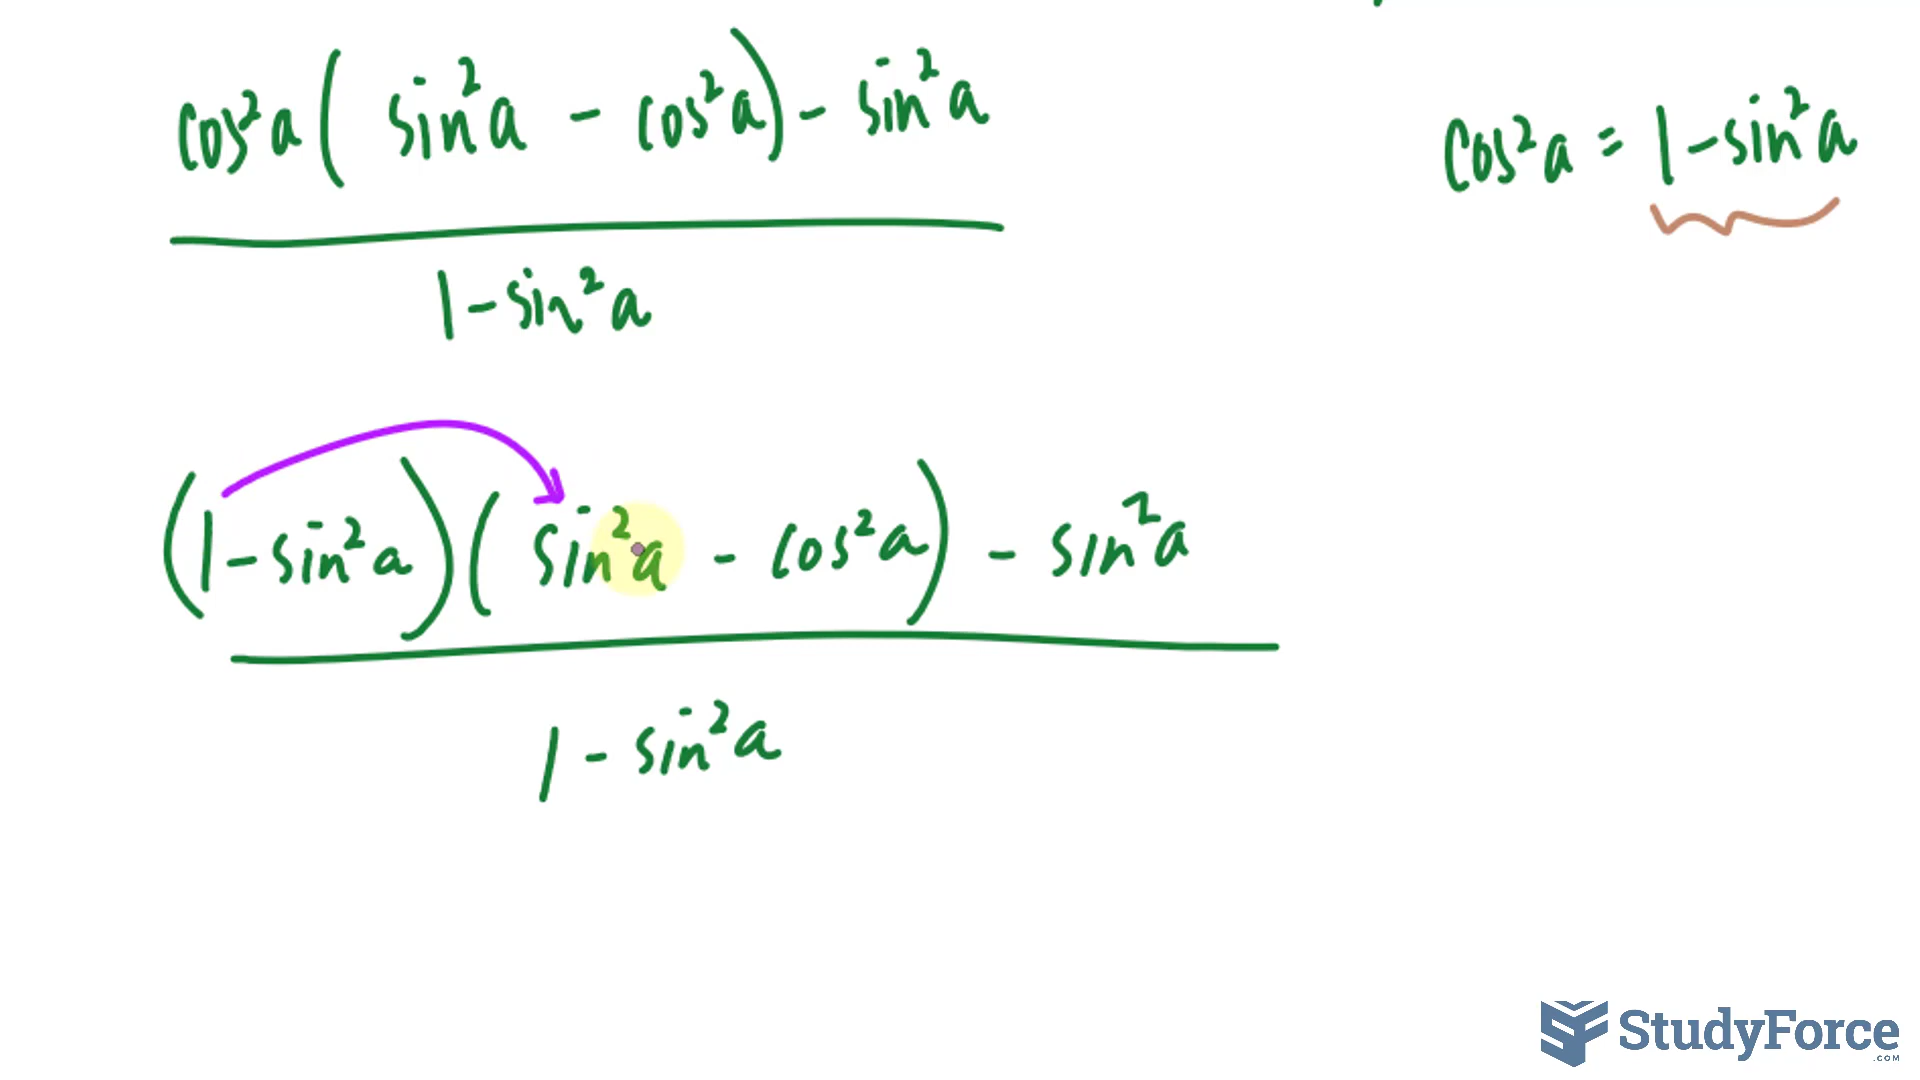 cos²a( sin²a - cos²a) - sin²a
1 - sin²a
cos²a = 1 - sin²a
(1 - sin²a)( sin²a - cos²a) - sin²a
1 - sin²a
StudyForce
.COM